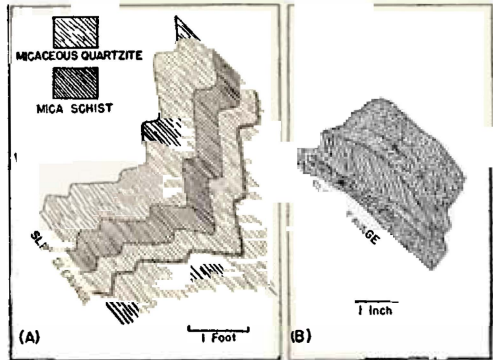 MICACEOUS QUARTZITE
MICA SCHIST
(A)
1 Foot
(B)
1 Inch